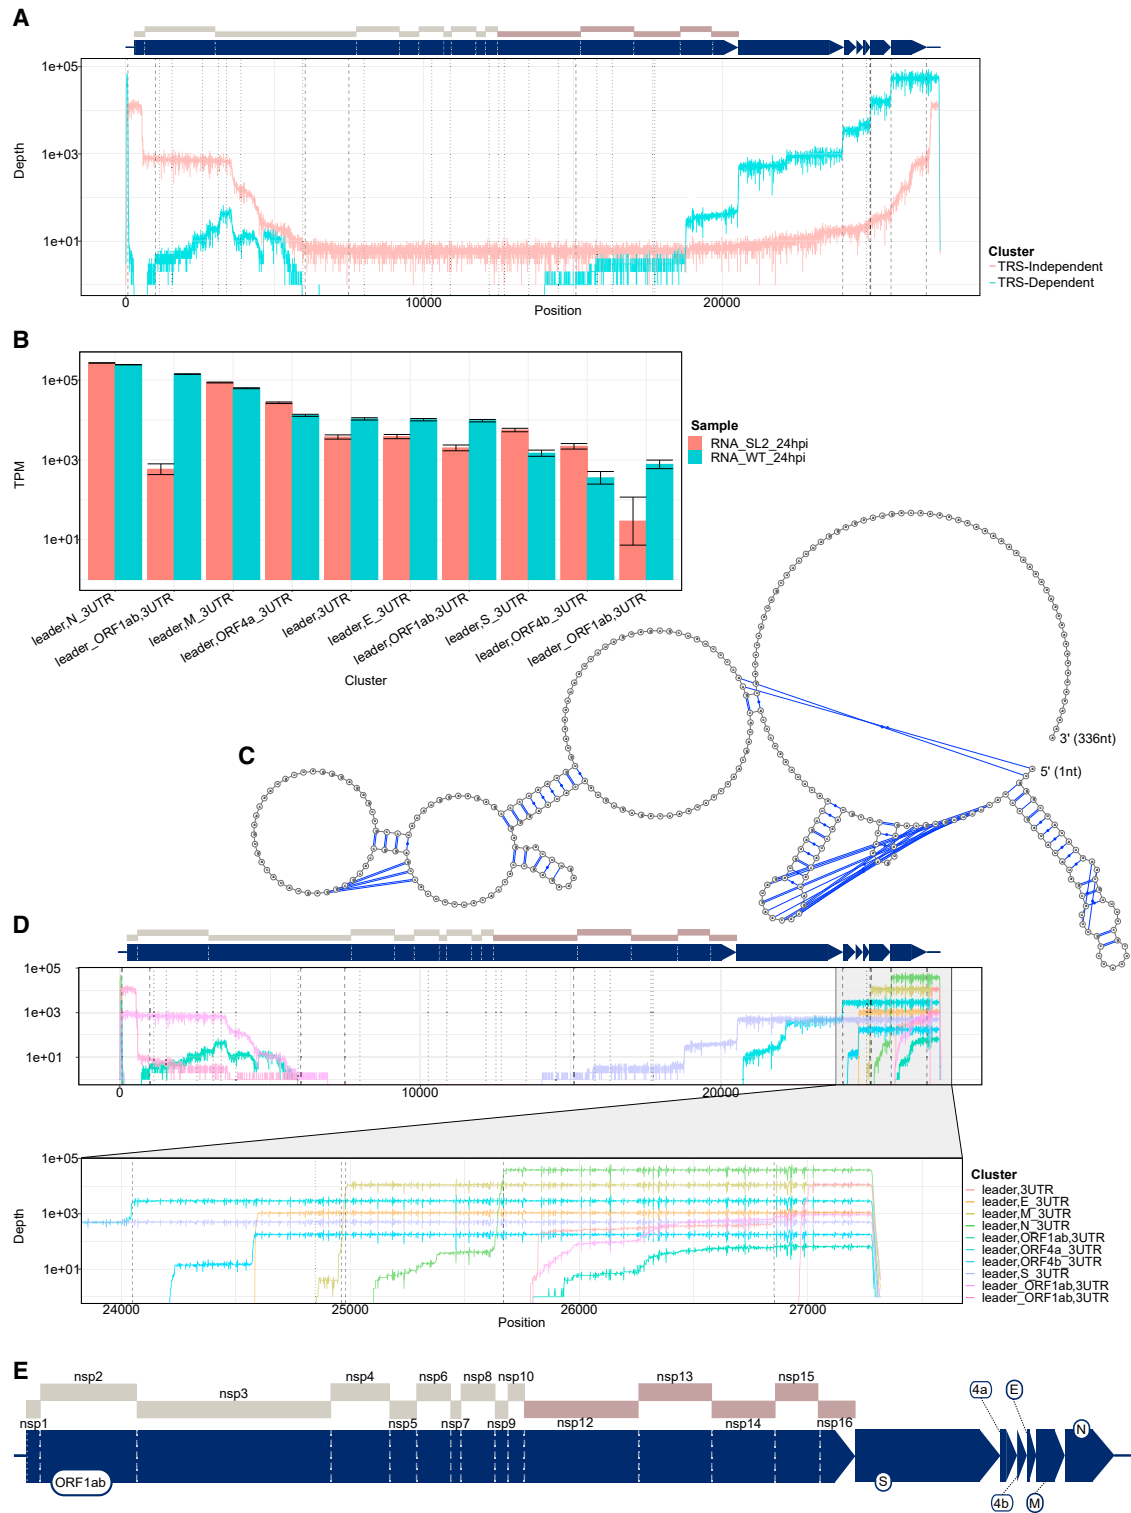 A
1e+05
1e+03
1e+01
Depth
0
10000
20000
Position
Cluster
TRS-Independent
TRS-Dependent
B
1e+05
1e+03
1e+01
TPM
leader,N_3UTR
leader_ORF1ab,3UTR
leader,M_3UTR
leader,ORF4a_3UTR
leader,3UTR
leader,E_3UTR
leader,ORF1ab,3UTR
leader,S_3UTR
leader,ORF4b_3UTR
leader_ORF1ab,3UTR
Cluster
Sample
RNA_SL2_24hpi
RNA_WT_24hpi
C
3' (336nt)
5' (1nt)
D
1e+05
1e+03
1e+01
0
10000
20000
1e+05
1e+03
1e+01
Depth
24000
25000
26000
27000
Position
Cluster
leader,3UTR
leader,E_3UTR
leader,M_3UTR
leader,N_3UTR
leader,ORF1ab,3UTR
leader,ORF4a_3UTR
leader,ORF4b_3UTR
leader,S_3UTR
leader_ORF1ab,3UTR
leader_ORF1ab,3UTR
E
nsp2
nsp4
nsp6
nsp8
nsp10
nsp13
nsp15
nsp3
nsp1
nsp5
nsp7
nsp9
nsp12
nsp14
nsp16
4a
E
N
ORF1ab
S
4b
M